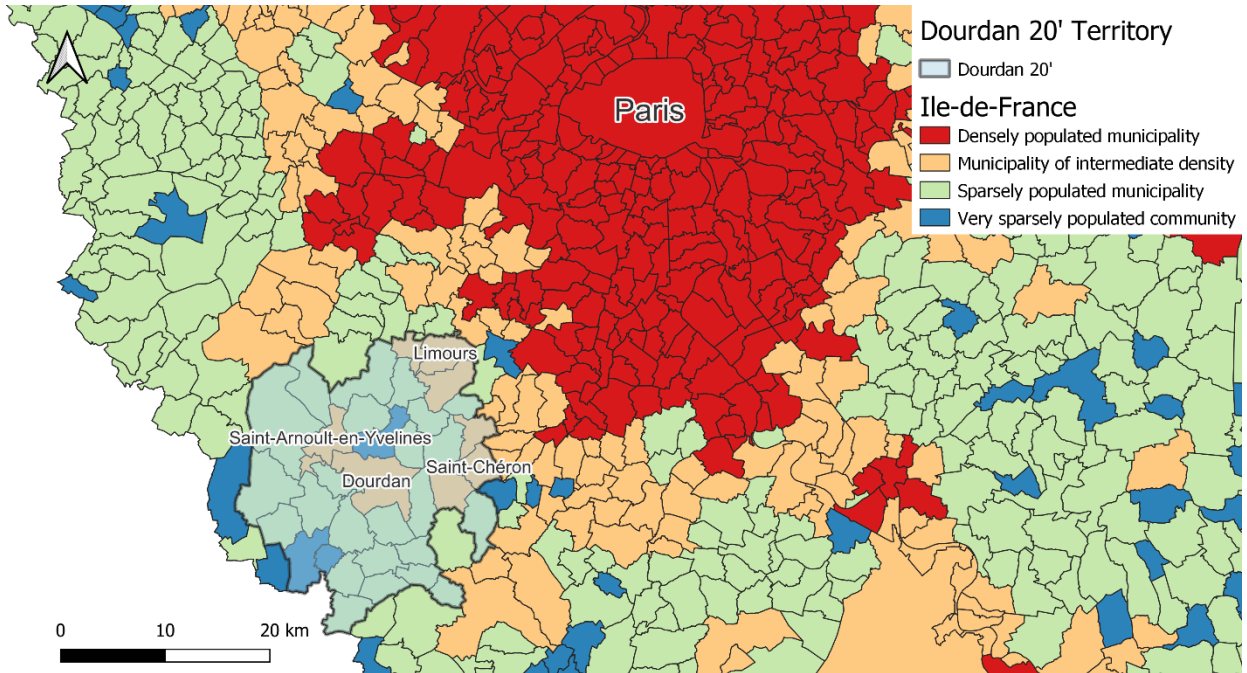 Dourdan 20' Territory
Dourdan 20'
Ile-de-France
Densely populated municipality
Municipality of intermediate density
Sparsely populated municipality
Very sparsely populated community
Paris
Limours
Saint-Arnoult-en-Yvelines
Saint-Chéron
Dourdan
0 10 20 km